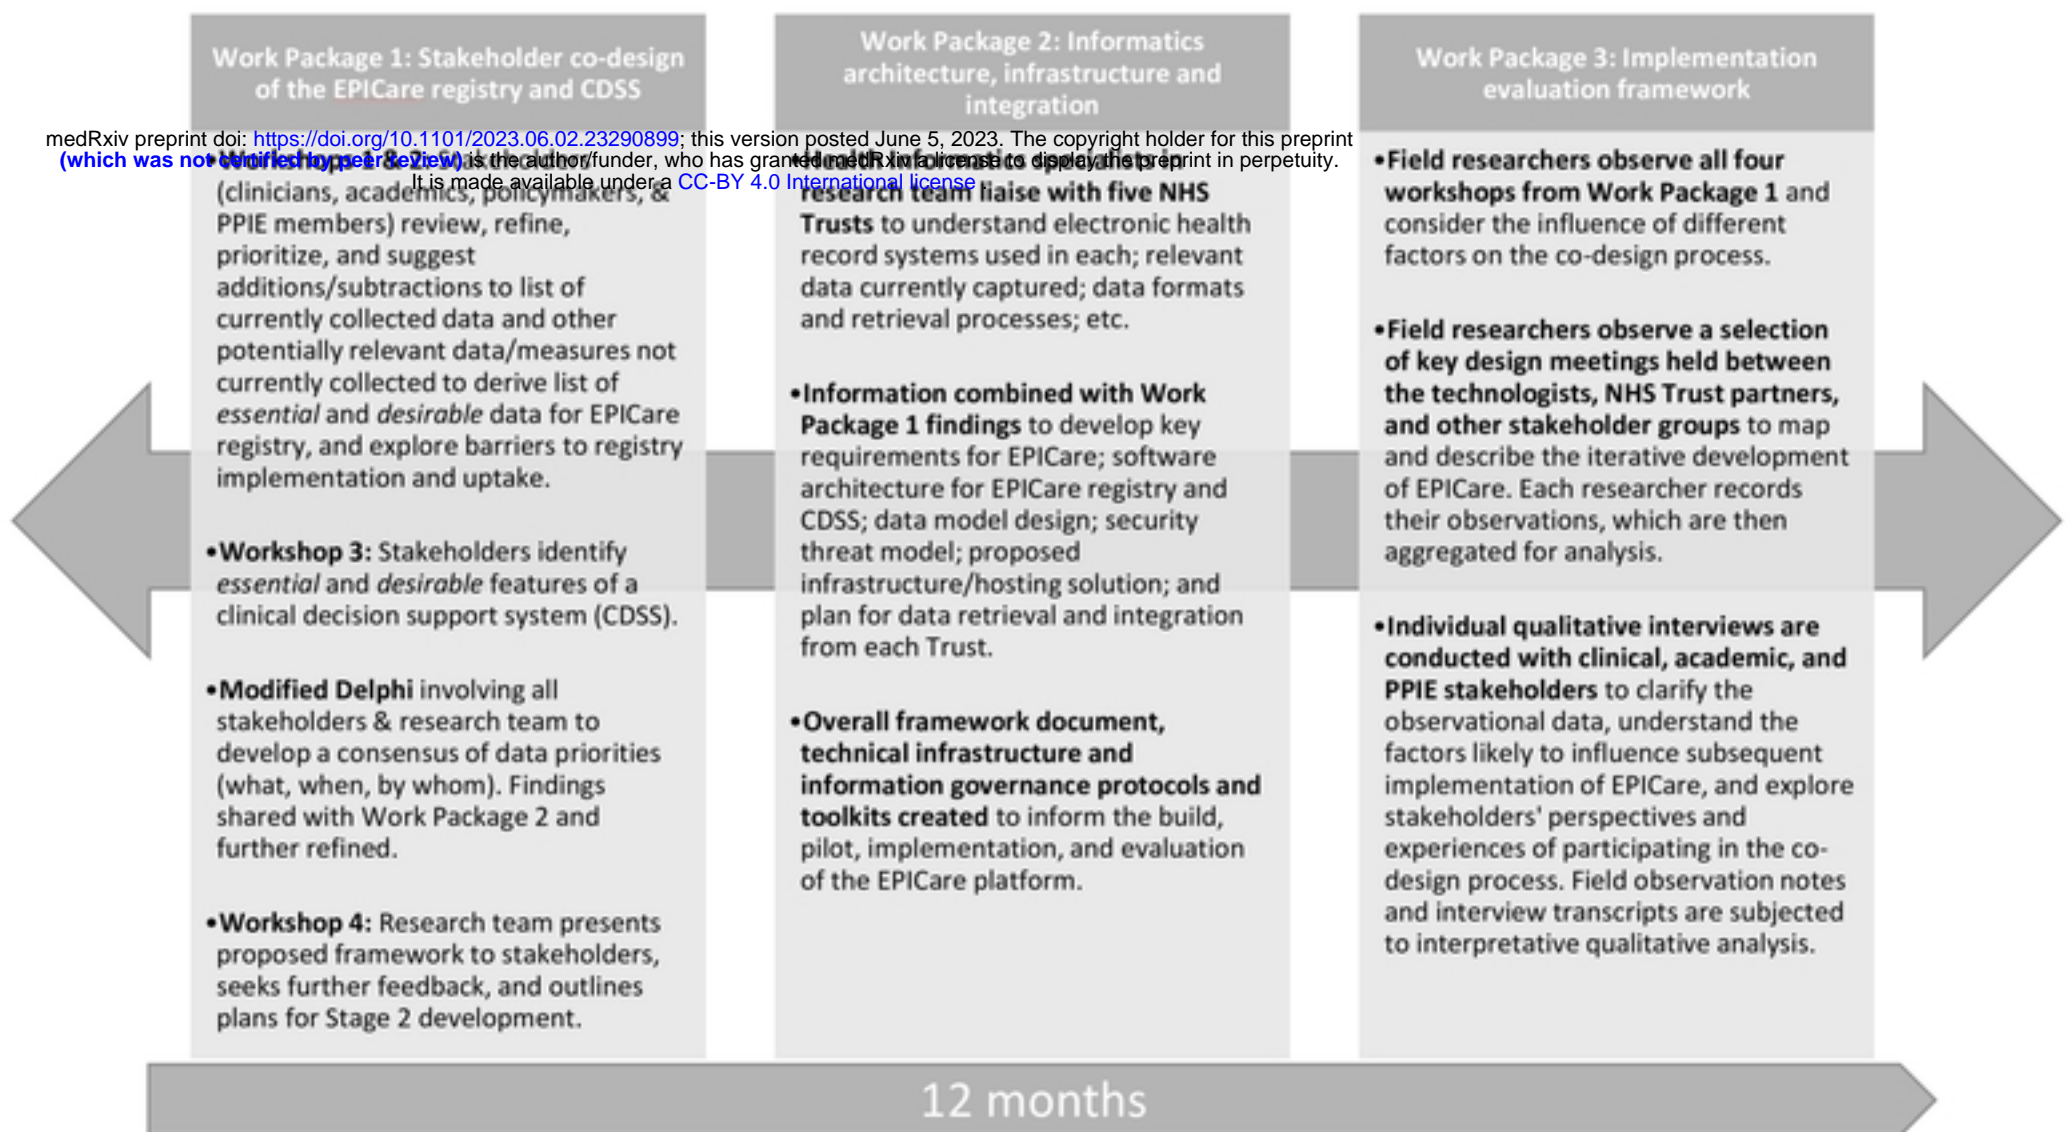 Work Package 1: Stakeholder co-design
of the EPICare registry and CDSS
medRxiv preprint doi: https://doi.org/10.1101/2023.06.02.23290899; this version posted June 5, 2023. The copyright holder for this preprint
(which was not certified by peer review) is the author/funder, who has granted medRxiv a license to display the preprint in perpetuity.
It is made available under a CC-BY 4.0 International license .
•Workshops 1 & 2: Stakeholders
(clinicians, academics, policymakers, &
PPIE members) review, refine,
prioritize, and suggest
additions/subtractions to list of
currently collected data and other
potentially relevant data/measures not
currently collected to derive list of
essential and desirable data for EPICare
registry, and explore barriers to registry
implementation and uptake.
•Workshop 3: Stakeholders identify
essential and desirable features of a
clinical decision support system (CDSS).
•Modified Delphi involving all
stakeholders & research team to
develop a consensus of data priorities
(what, when, by whom). Findings
shared with Work Package 2 and
further refined.
•Workshop 4: Research team presents
proposed framework to stakeholders,
seeks further feedback, and outlines
plans for Stage 2 development.
Work Package 2: Informatics
architecture, infrastructure and
integration
•Health informatics specialists in
research team liaise with five NHS
Trusts to understand electronic health
record systems used in each; relevant
data currently captured; data formats
and retrieval processes; etc.
•Information combined with Work
Package 1 findings to develop key
requirements for EPICare; software
architecture for EPICare registry and
CDSS; data model design; security
threat model; proposed
infrastructure/hosting solution; and
plan for data retrieval and integration
from each Trust.
•Overall framework document,
technical infrastructure and
information governance protocols and
toolkits created to inform the build,
pilot, implementation, and evaluation
of the EPICare platform.
Work Package 3: Implementation
evaluation framework
•Field researchers observe all four
workshops from Work Package 1 and
consider the influence of different
factors on the co-design process.
•Field researchers observe a selection
of key design meetings held between
the technologists, NHS Trust partners,
and other stakeholder groups to map
and describe the iterative development
of EPICare. Each researcher records
their observations, which are then
aggregated for analysis.
•Individual qualitative interviews are
conducted with clinical, academic, and
PPIE stakeholders to clarify the
observational data, understand the
factors likely to influence subsequent
implementation of EPICare, and explore
stakeholders' perspectives and
experiences of participating in the co-
design process. Field observation notes
and interview transcripts are subjected
to interpretative qualitative analysis.
12 months